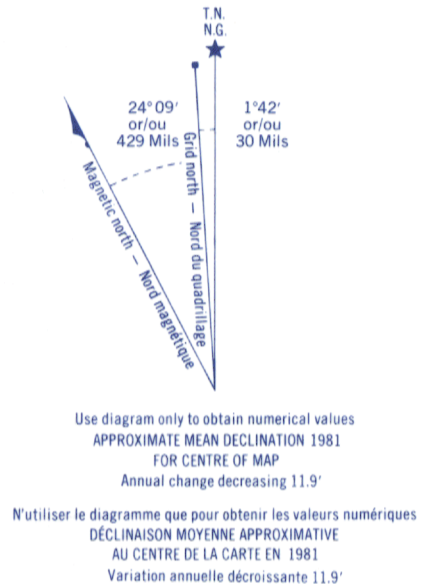 T.N.
N.G.
24° 09′
or/ou
429 Mils
1°42′
or/ou
30 Mils
Magnetic north — Nord magnétique
Grid north — Nord du quadrillage
Use diagram only to obtain numerical values
APPROXIMATE MEAN DECLINATION 1981
FOR CENTRE OF MAP
Annual change decreasing 11.9′
N'utiliser le diagramme que pour obtenir les valeurs numériques
DÉCLINAISON MOYENNE APPROXIMATIVE
AU CENTRE DE LA CARTE EN 1981
Variation annuelle décroissante 11.9′